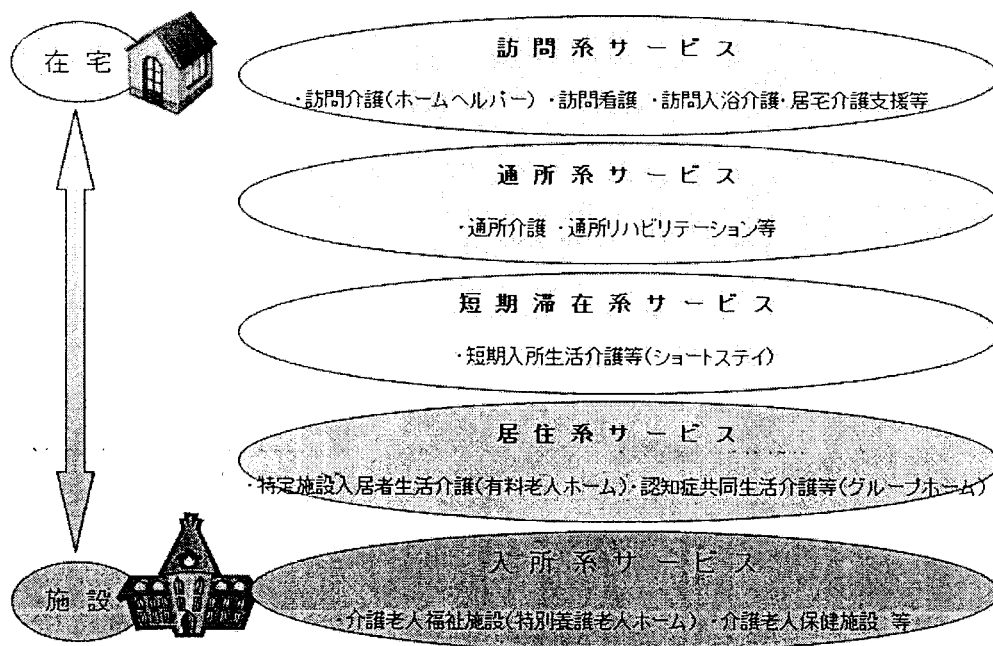 在宅
訪問系サービス
・訪問介護(ホームヘルパー) ・訪問看護 ・訪問入浴介護・居宅介護支援等
通所系サービス
・通所介護 ・通所リハビリテーション等
短期滞在系サービス
・短期入所生活介護等(ショートステイ)
居住系サービス
・特定施設入居者生活介護(有料老人ホーム)・認知症共同生活介護等(グループホーム)
施設
入所系サービス
・介護老人福祉施設(特別養護老人ホーム) ・介護老人保健施設 等